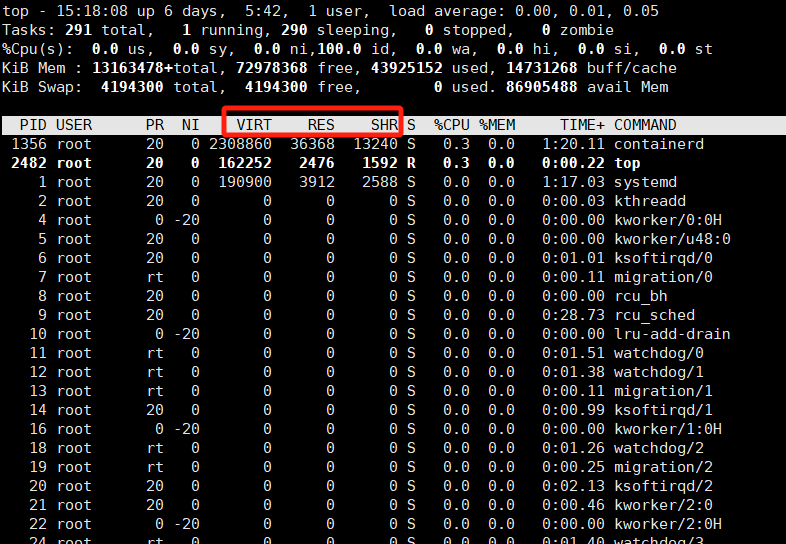 top - 15:18:08 up 6 days,  5:42,  1 user,  load average: 0.00, 0.01, 0.05
Tasks: 291 total,   1 running, 290 sleeping,   0 stopped,   0 zombie
%Cpu(s):  0.0 us,  0.0 sy,  0.0 ni,100.0 id,  0.0 wa,  0.0 hi,  0.0 si,  0.0 st
KiB Mem : 13163478+total, 72978368 free, 43925152 used, 14731268 buff/cache
KiB Swap:  4194300 total,  4194300 free,        0 used. 86905488 avail Mem
PID USER      PR  NI    VIRT    RES    SHR S  %CPU %MEM     TIME+ COMMAND
1356 root      20   0 2308860  36368  13240 S   0.3  0.0   1:20.11 containerd
2482 root      20   0  162252   2476   1592 R   0.3  0.0   0:00.22 top
1 root      20   0  190900   3912   2588 S   0.0  0.0   1:17.03 systemd
2 root      20   0       0      0      0 S   0.0  0.0   0:00.03 kthreadd
4 root       0 -20       0      0      0 S   0.0  0.0   0:00.00 kworker/0:0H
5 root      20   0       0      0      0 S   0.0  0.0   0:00.00 kworker/u48:0
6 root      20   0       0      0      0 S   0.0  0.0   0:01.01 ksoftirqd/0
7 root      rt   0       0      0      0 S   0.0  0.0   0:00.11 migration/0
8 root      20   0       0      0      0 S   0.0  0.0   0:00.00 rcu_bh
9 root      20   0       0      0      0 S   0.0  0.0   0:28.73 rcu_sched
10 root       0 -20       0      0      0 S   0.0  0.0   0:00.00 lru-add-drain
11 root      rt   0       0      0      0 S   0.0  0.0   0:01.51 watchdog/0
12 root      rt   0       0      0      0 S   0.0  0.0   0:01.38 watchdog/1
13 root      rt   0       0      0      0 S   0.0  0.0   0:00.11 migration/1
14 root      20   0       0      0      0 S   0.0  0.0   0:00.99 ksoftirqd/1
16 root       0 -20       0      0      0 S   0.0  0.0   0:00.00 kworker/1:0H
18 root      rt   0       0      0      0 S   0.0  0.0   0:01.26 watchdog/2
19 root      rt   0       0      0      0 S   0.0  0.0   0:00.25 migration/2
20 root      20   0       0      0      0 S   0.0  0.0   0:02.13 ksoftirqd/2
21 root      20   0       0      0      0 S   0.0  0.0   0:00.46 kworker/2:0
22 root       0 -20       0      0      0 S   0.0  0.0   0:00.00 kworker/2:0H
24 root      rt   0       0      0      0 S   0.0  0.0   0:01.40 watchdog/3